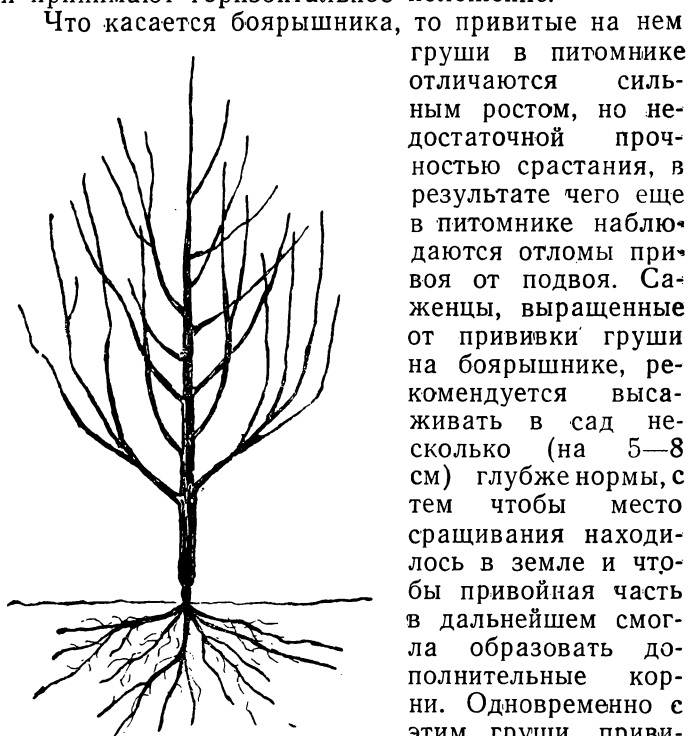 Что касается боярышника, то привитые на нем
груши в питомнике
отличаются силь-
ным ростом, но не-
достаточной проч-
ностью срастания, в
результате чего еще
в питомнике наблю-
даются отломы при-
воя от подвоя. Са-
женцы, выращенные
от прививки груши
на боярышнике, ре-
комендуется выса-
живать в сад не-
сколько (на 5—8
см) глубже нормы, с
тем чтобы место
сращивания находи-
лось в земле и что-
бы привойная часть
в дальнейшем смог-
ла образовать до-
полнительные кор-
ни. Одновременно с
этим груши, приви-